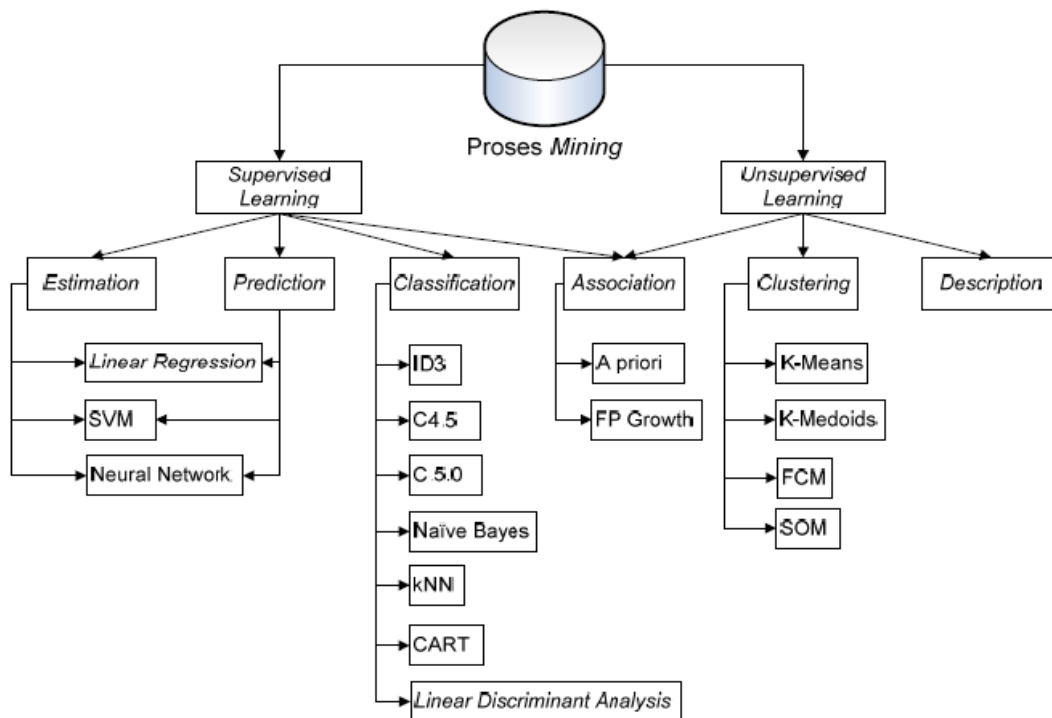 Proses Mining
Supervised
Learning
Unsupervised
Learning
Estimation
Prediction
Classification
Association
Clustering
Description
Linear Regression
SVM
Neural Network
ID3
C4.5
C.5.0
Naïve Bayes
kNN
CART
Linear Discriminant Analysis
A priori
FP Growth
K-Means
K-Medoids
FCM
SOM